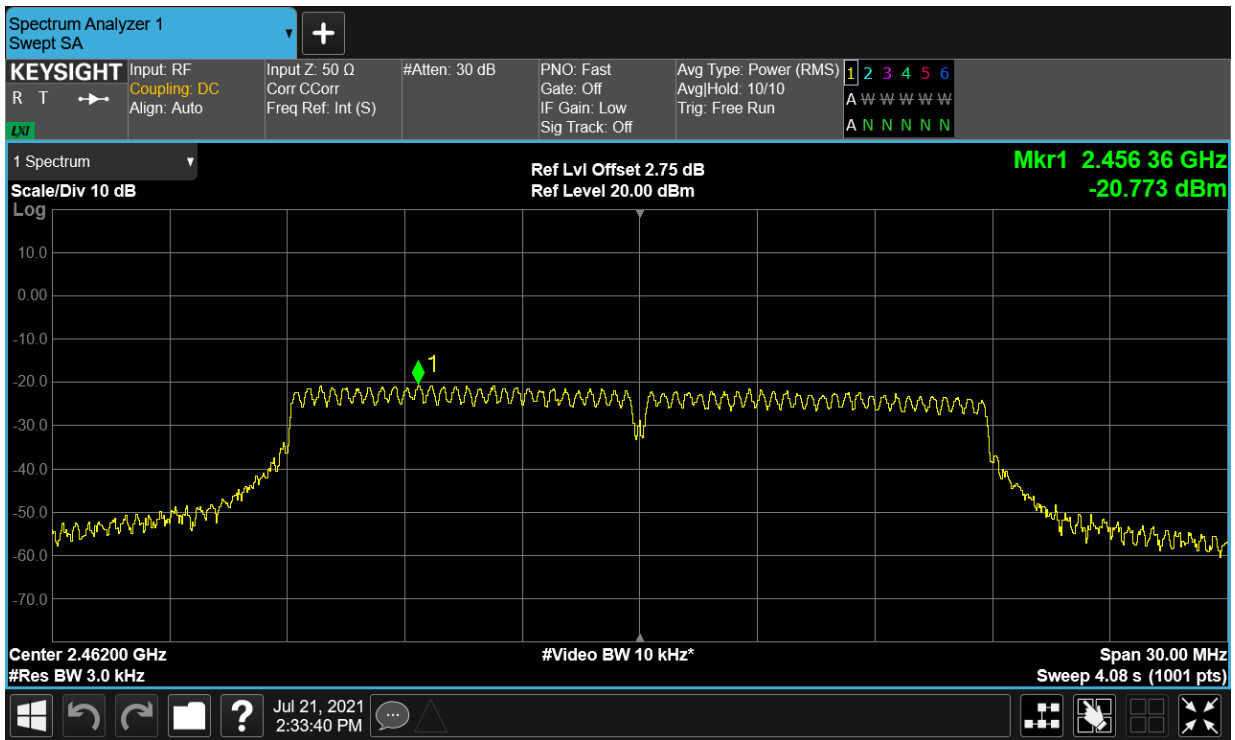 Spectrum Analyzer 1
Swept SA
KEYSIGHT
R T
LXI
Input: RF
Coupling: DC
Align: Auto
Input Z: 50 Ω
Corr CCorr
Freq Ref: Int (S)
#Atten: 30 dB
PNO: Fast
Gate: Off
IF Gain: Low
Sig Track: Off
Avg Type: Power (RMS)
Avg|Hold: 10/10
Trig: Free Run
1 2 3 4 5 6
A W W W W W
A N N N N N
1 Spectrum
Scale/Div 10 dB
Log
Ref Lvl Offset 2.75 dB
Ref Level 20.00 dBm
Mkr1 2.456 36 GHz
-20.773 dBm
10.0
0.00
-10.0
1
-20.0
-30.0
-40.0
-50.0
-60.0
-70.0
Center 2.46200 GHz
#Res BW 3.0 kHz
#Video BW 10 kHz*
Span 30.00 MHz
Sweep 4.08 s (1001 pts)
Jul 21, 2021
2:33:40 PM